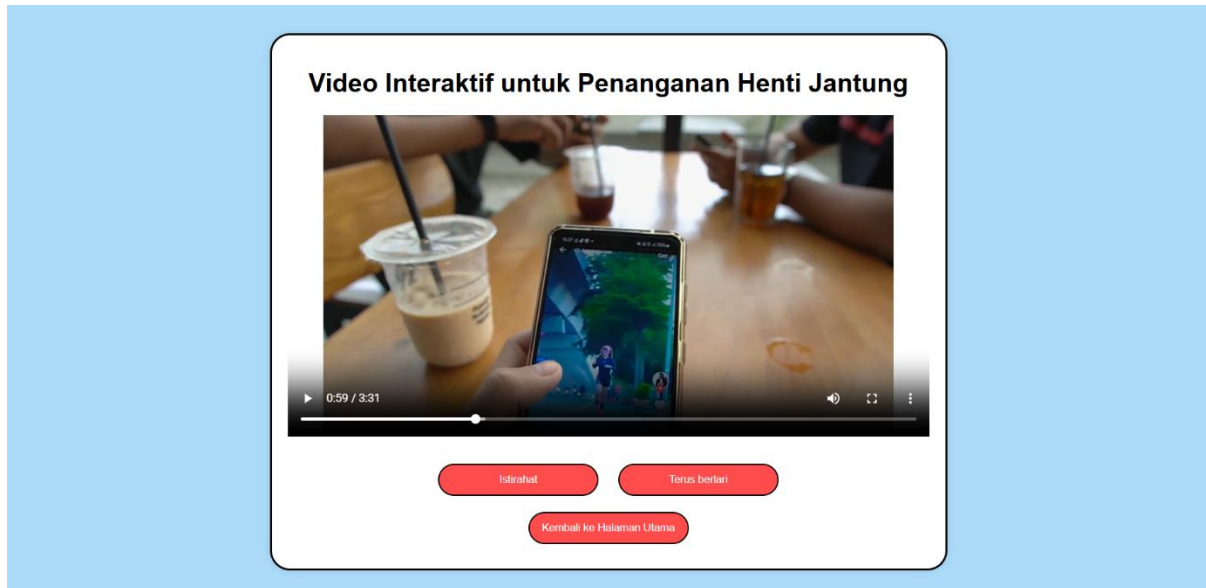 Video Interaktif untuk Penanganan Henti Jantung
0:59 / 3:31
Istirahat
Terus berlari
Kembali ke Halaman Utama